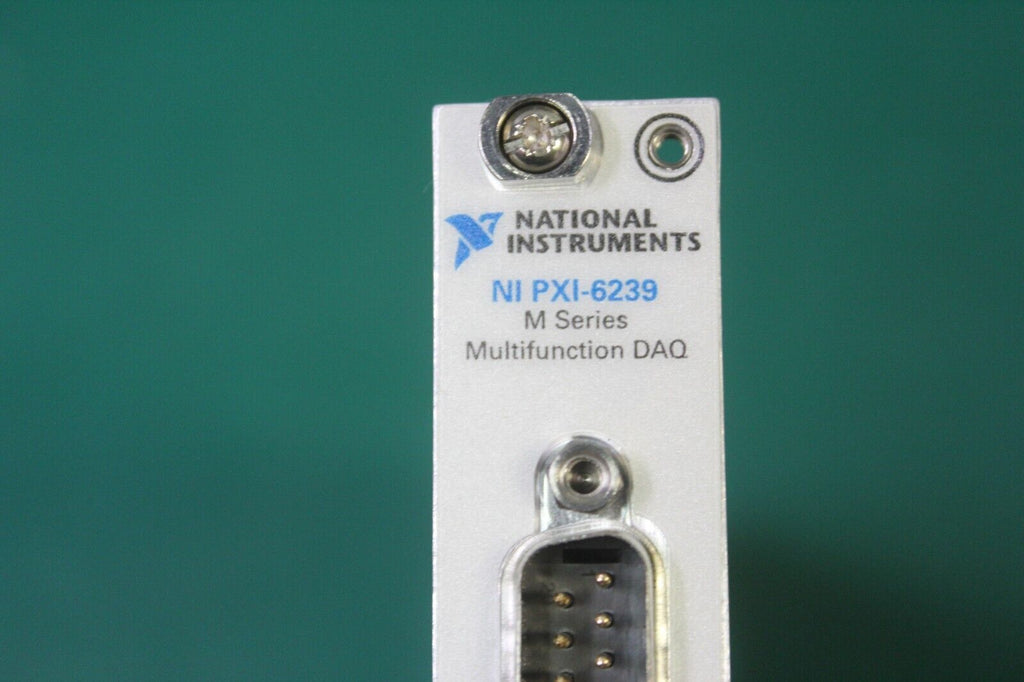 NATIONAL
INSTRUMENTS
NI PXI-6239
M Series
Multifunction DAQ